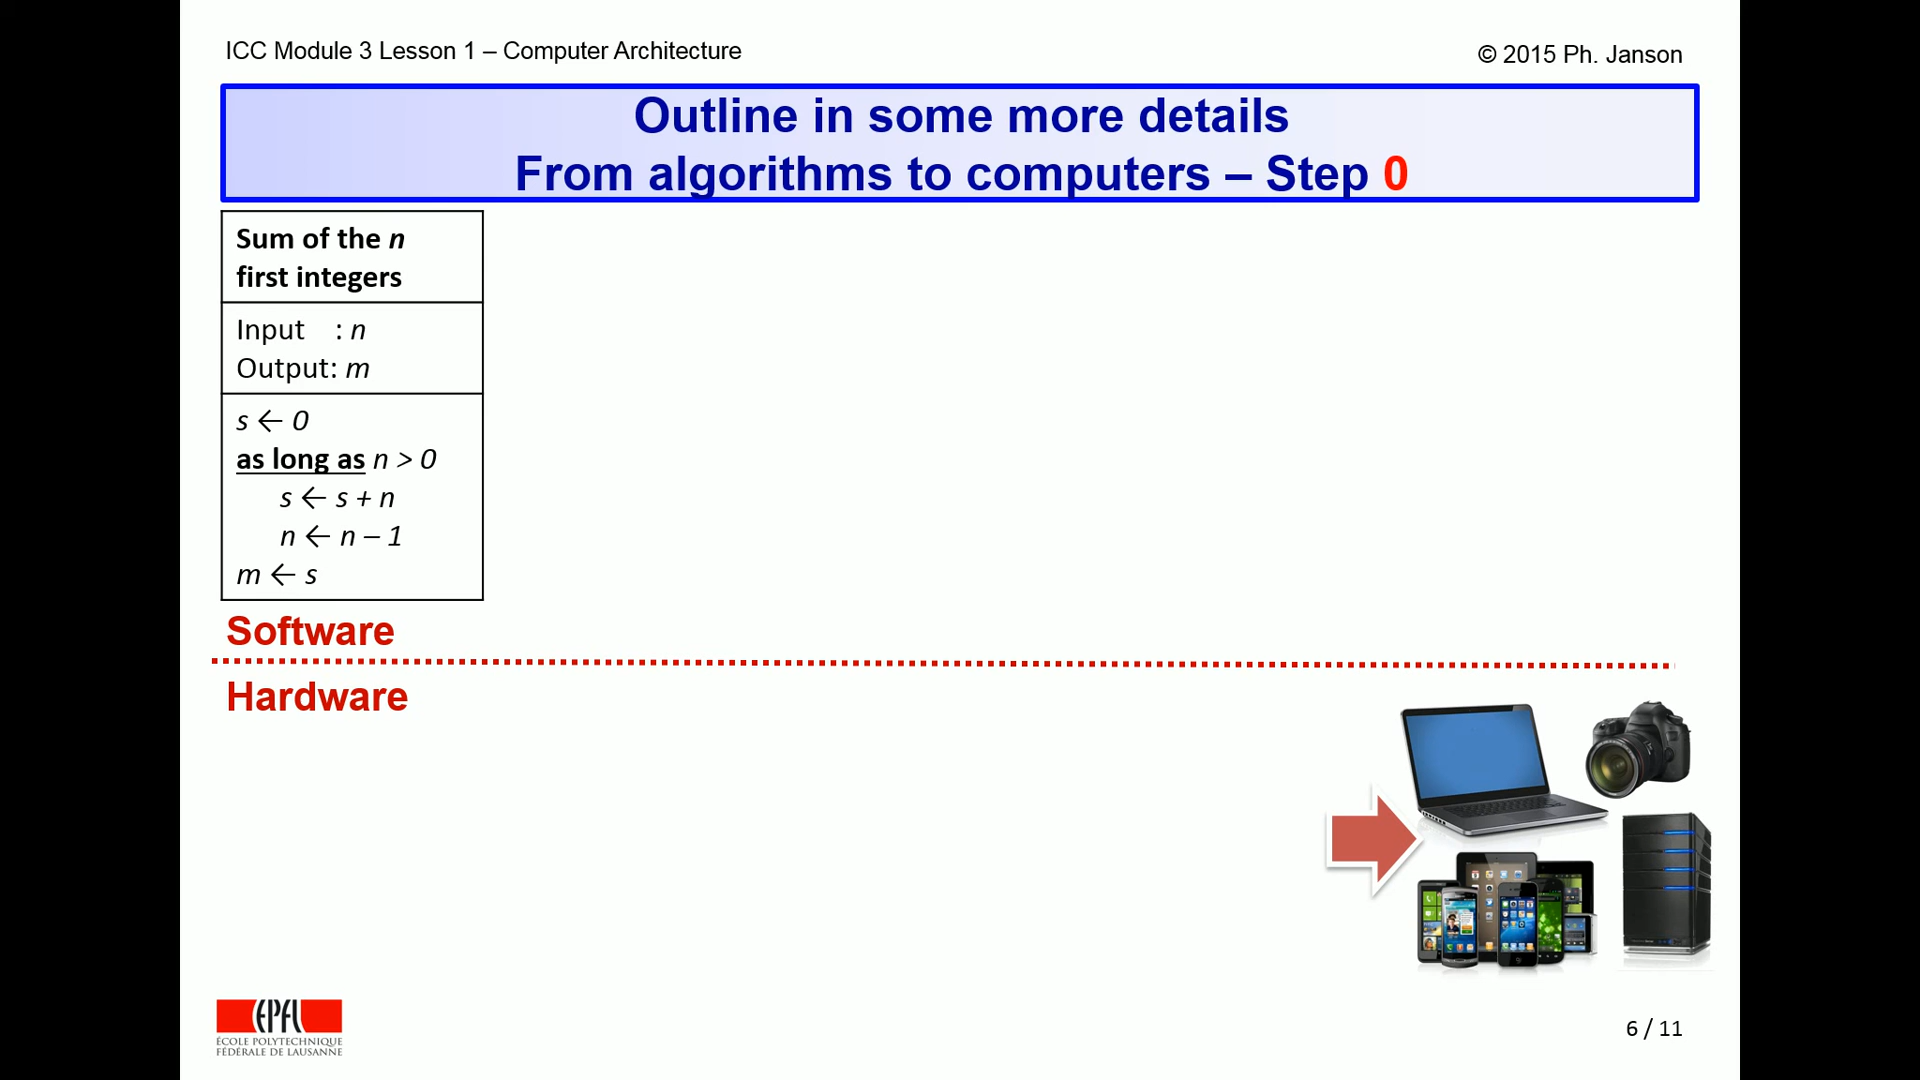 ICC Module 3 Lesson 1 – Computer Architecture
© 2015 Ph. Janson
Outline in some more details
From algorithms to computers – Step 0
Sum of the n
first integers
Input : n
Output: m
s ← 0
as long as n > 0
s ← s + n
n ← n – 1
m ← s
Software
Hardware
EPFL
ÉCOLE POLYTECHNIQUE
FÉDÉRALE DE LAUSANNE
6 / 11